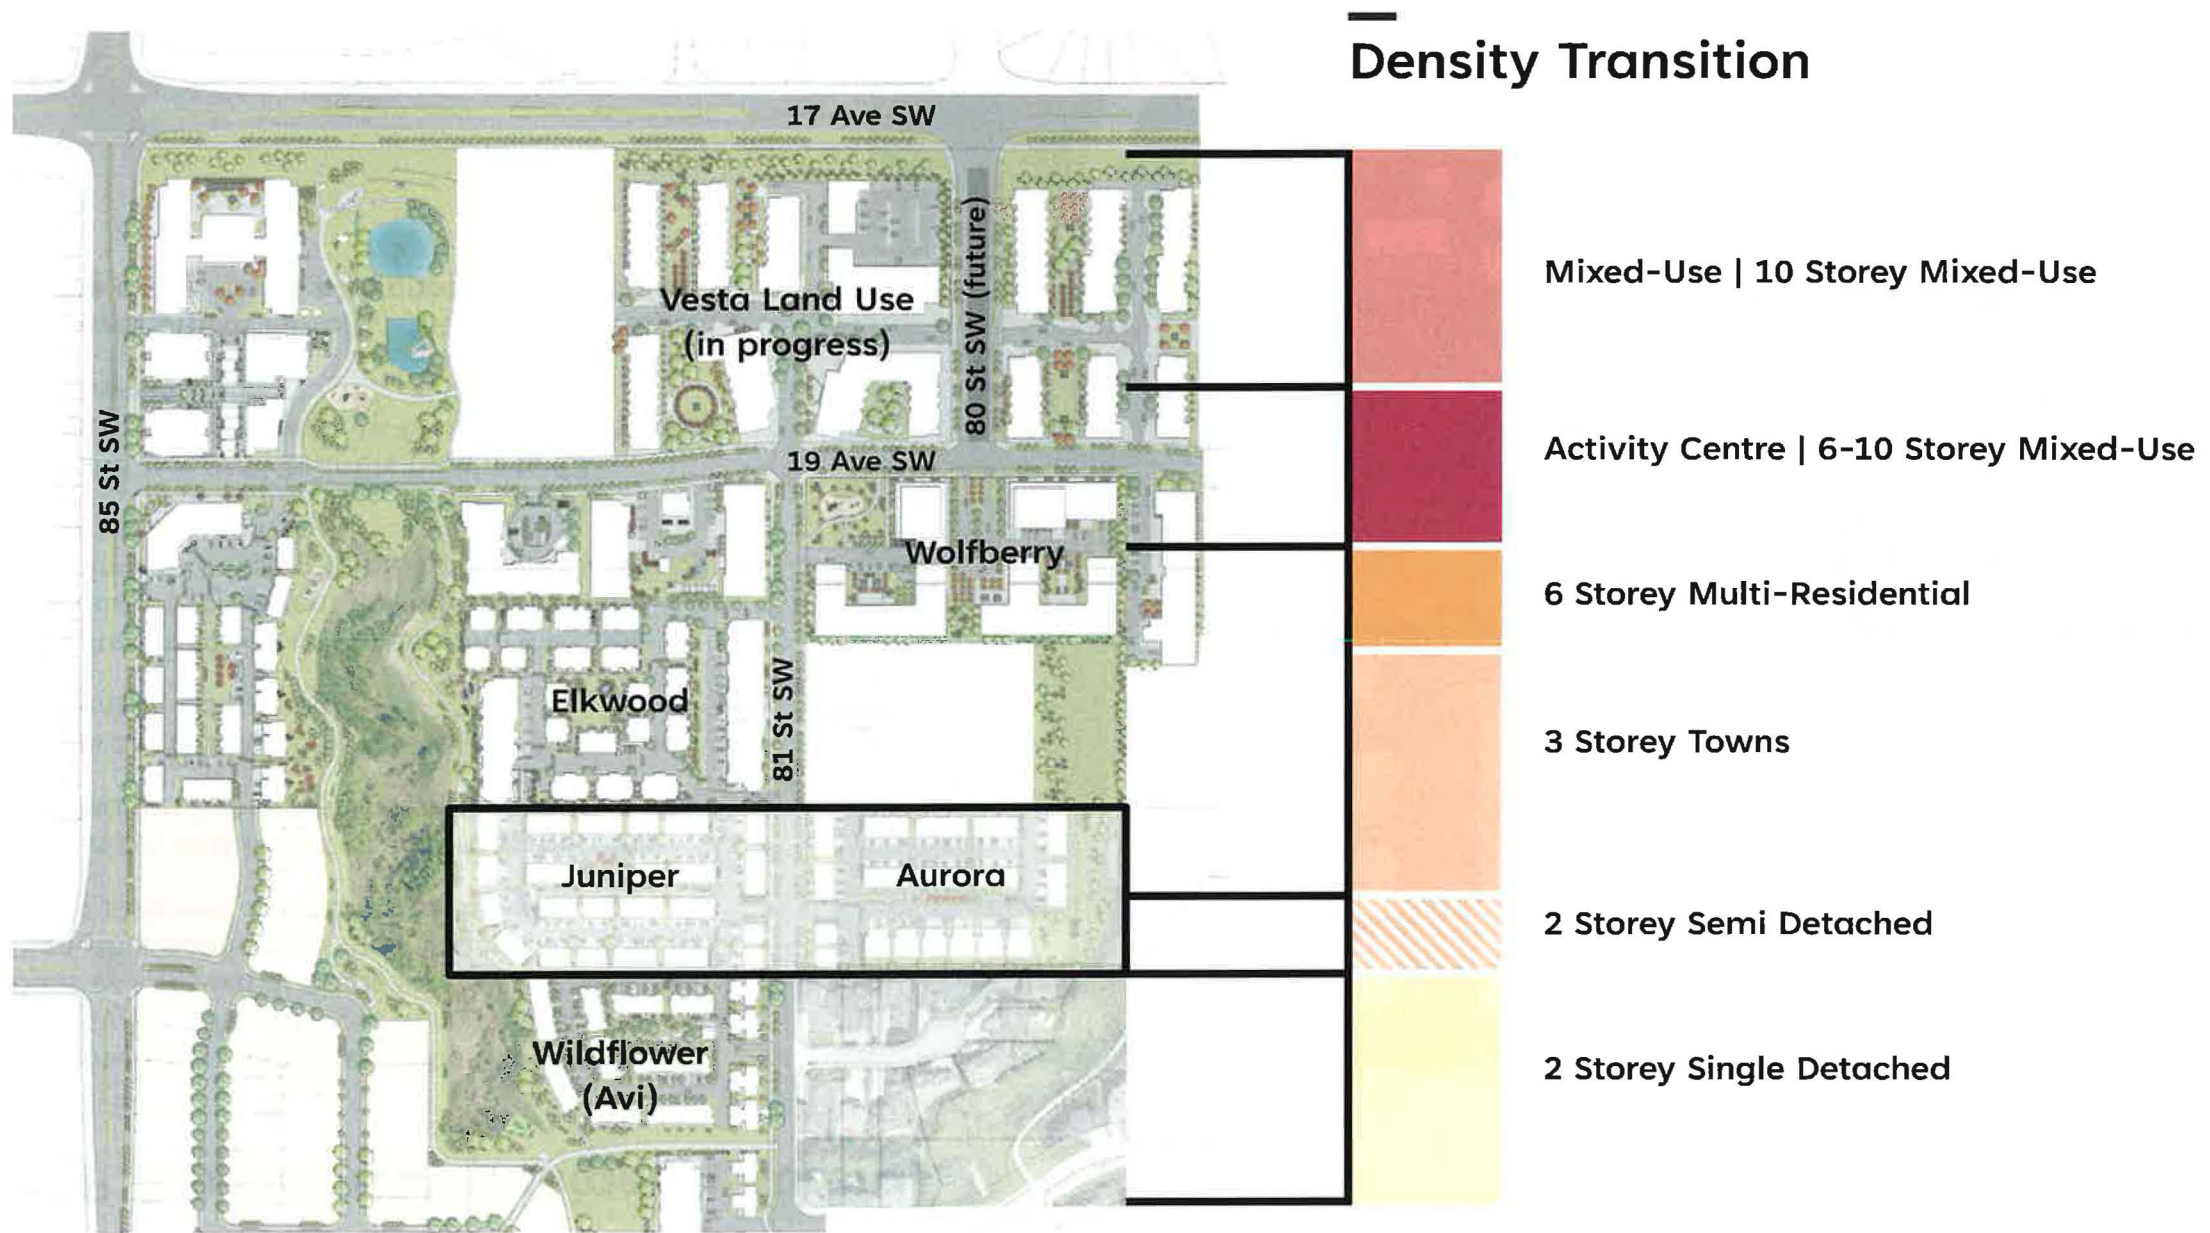 Density Transition
17 Ave SW
Vesta Land Use
(in progress)
80 St SW (future)
85 St SW
19 Ave SW
Wolfberry
Elkwood
81 St SW
Juniper
Aurora
Wildflower
(Avi)
Mixed-Use | 10 Storey Mixed-Use
Activity Centre | 6-10 Storey Mixed-Use
6 Storey Multi-Residential
3 Storey Towns
2 Storey Semi Detached
2 Storey Single Detached